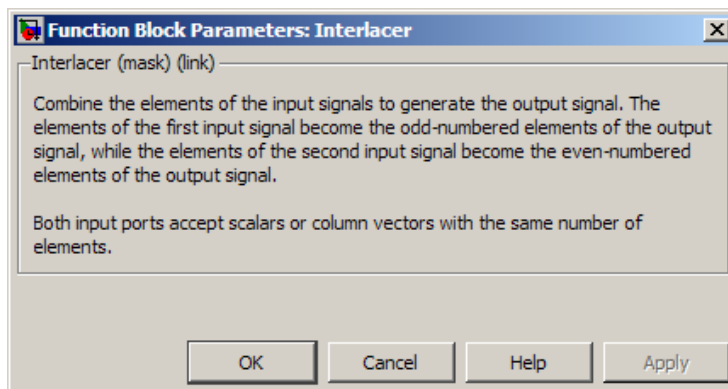 Function Block Parameters: Interlacer
Interlacer (mask) (link)
Combine the elements of the input signals to generate the output signal. The
elements of the first input signal become the odd-numbered elements of the output
signal, while the elements of the second input signal become the even-numbered
elements of the output signal.
Both input ports accept scalars or column vectors with the same number of
elements.
OK
Cancel
Help
Apply